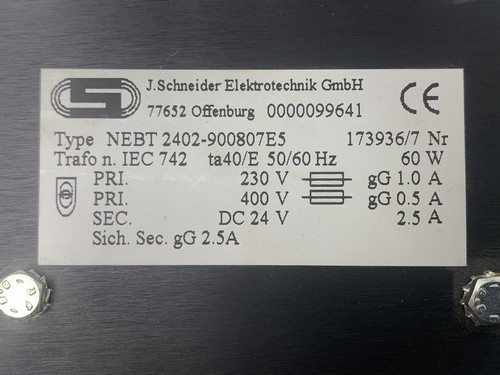 J.Schneider Elektrotechnik GmbH
77652 Offenburg 0000099641 CE
Type NEBT 2402-900807E5 173936/7 Nr
Trafo n. IEC 742 ta40/E 50/60 Hz 60 W
PRI. 230 V gG 1.0 A
PRI. 400 V gG 0.5 A
SEC. DC 24 V 2.5 A
Sich. Sec. gG 2.5A